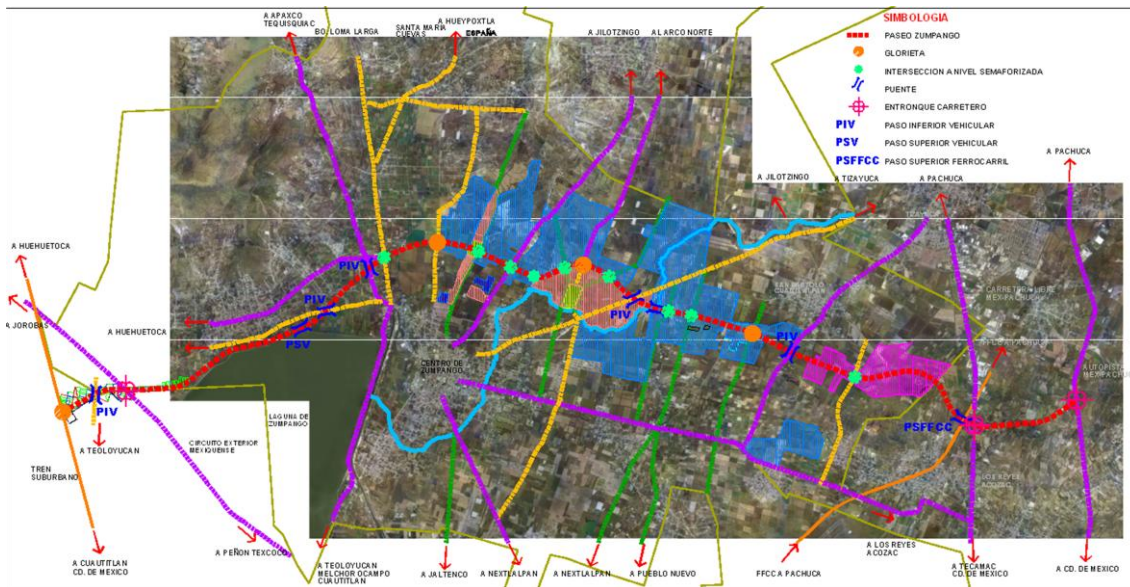 A APAXCO
TEQUISQUIAC
BO. LOMA LARGA
SANTA MARIA
CUEVAS
A HUEYPOXTLA
ESPAÑA
A JILOTZINGO
AL ARCO NORTE
SIMBOLOGIA
PASEO ZUMPANGO
GLORIETA
INTERSECCION A NIVEL SEMAFORIZADA
PUENTE
ENTRONQUE CARRETERO
PIV PASO INFERIOR VEHICULAR
PSV PASO SUPERIOR VEHICULAR
PSFFCC PASO SUPERIOR FERROCARRIL
A PACHUCA
A JILOTZINGO
A TIZAYUCA
A PACHUCA
A HUEHUETOCA
PIV
A JOROBAS
A HUEHUETOCA
PIV
PSV
PIV
PIV
CENTRO DE
ZUMPANGO
PIV
A TEOLOYUCAN
LAGUNA DE
ZUMPANGO
CIRCUITO EXTERIOR
MEXIQUENSE
TREN
SUBURBANO
PSFFCC
LOS REYES
ACOZAC
A CUAUTITLAN
CD. DE MEXICO
A PEÑON TEXCOCO
A TEOLOYUCAN
MELCHOR OCAMPO
CUAUTITLAN
A JALTENCO
A NEXTLALPAN
A NEXTLALPAN
A PUEBLO NUEVO
FFCC A PACHUCA
A LOS REYES
ACOZAC
A TECAMAC
CD. DE MEXICO
A CD. DE MEXICO